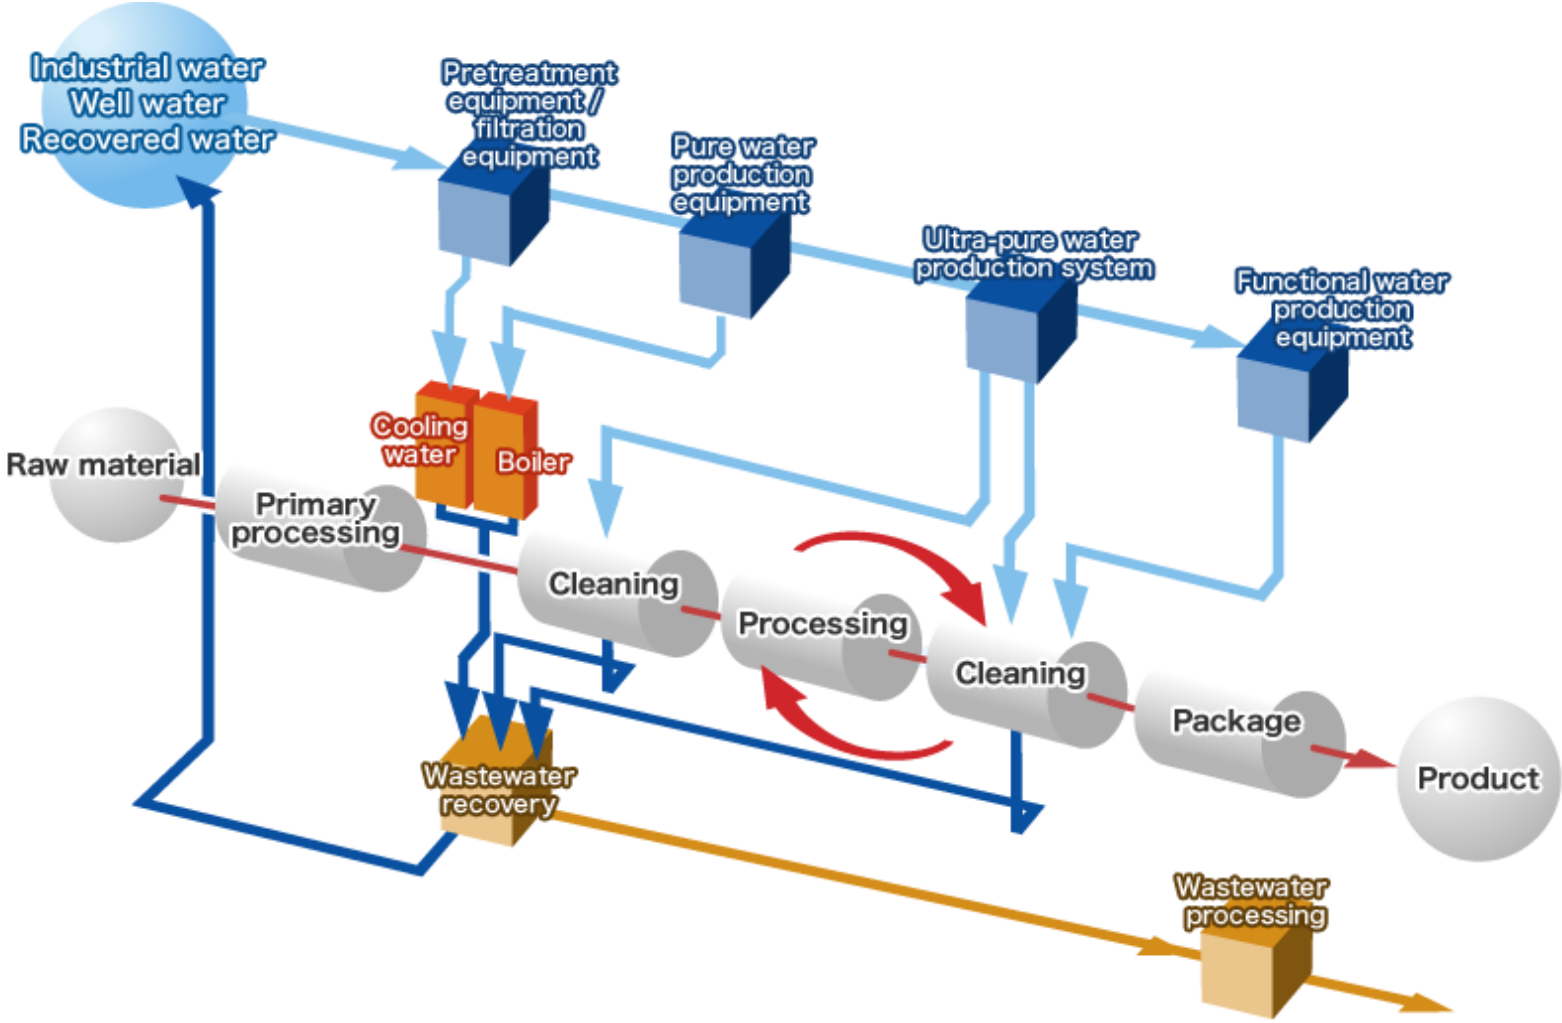 Industrial water
Well water
Recovered water
Pretreatment
equipment /
filtration
equipment
Pure water
production
equipment
Ultra-pure water
production system
Functional water
production
equipment
Cooling
water
Boiler
Raw material
Primary
processing
Cleaning
Processing
Cleaning
Package
Product
Wastewater
recovery
Wastewater
processing